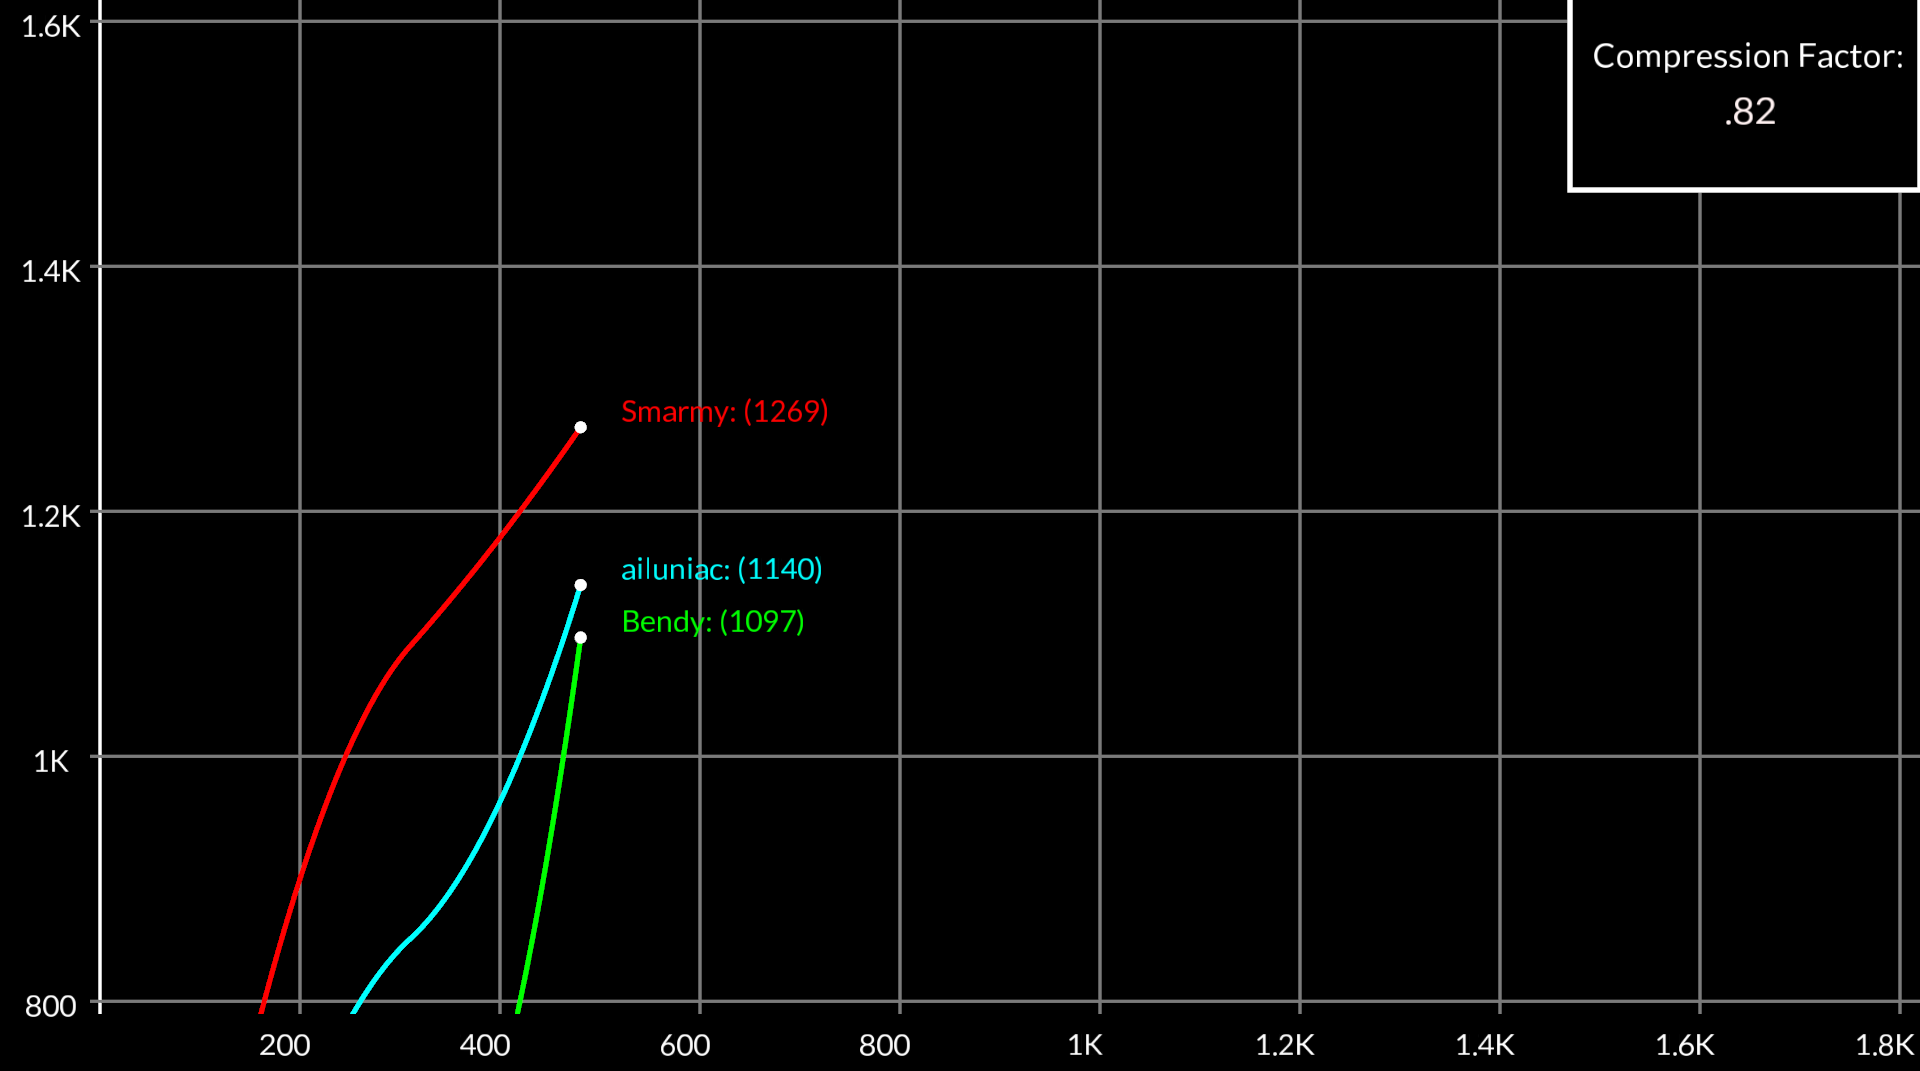 1.6K
Compression Factor:
.82
1.4K
Smarmy: (1269)
1.2K
ailuniac: (1140)
Bendy: (1097)
1K
800
200 400 600 800 1K 1.2K 1.4K 1.6K 1.8K